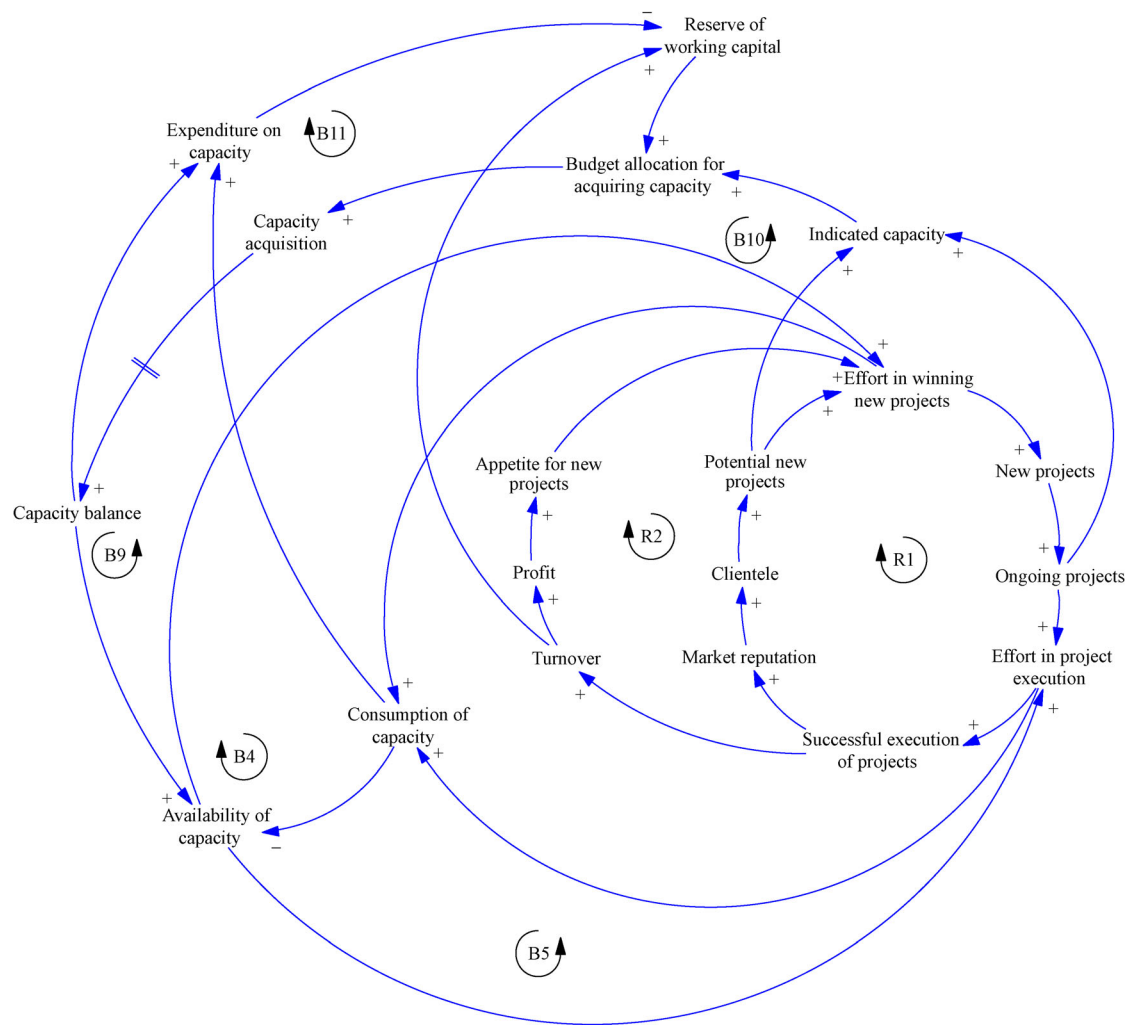 −
Reserve of
working capital
+
Expenditure on
capacity
+
+
B11
+
Budget allocation for
acquiring capacity
+
Capacity
acquisition
+
B10
Indicated capacity
+
+
+
+
Effort in winning
new projects
+
+
New projects
Appetite for new
projects
+
Potential new
projects
+
+
Capacity balance
B9
R2
R1
+
Profit
+
Clientele
+
Ongoing projects
+
Turnover
+
Market reputation
+
Effort in project
execution
+
+
Consumption of
capacity
+
Successful execution
of projects
+
B4
+
Availability of
capacity
−
B5